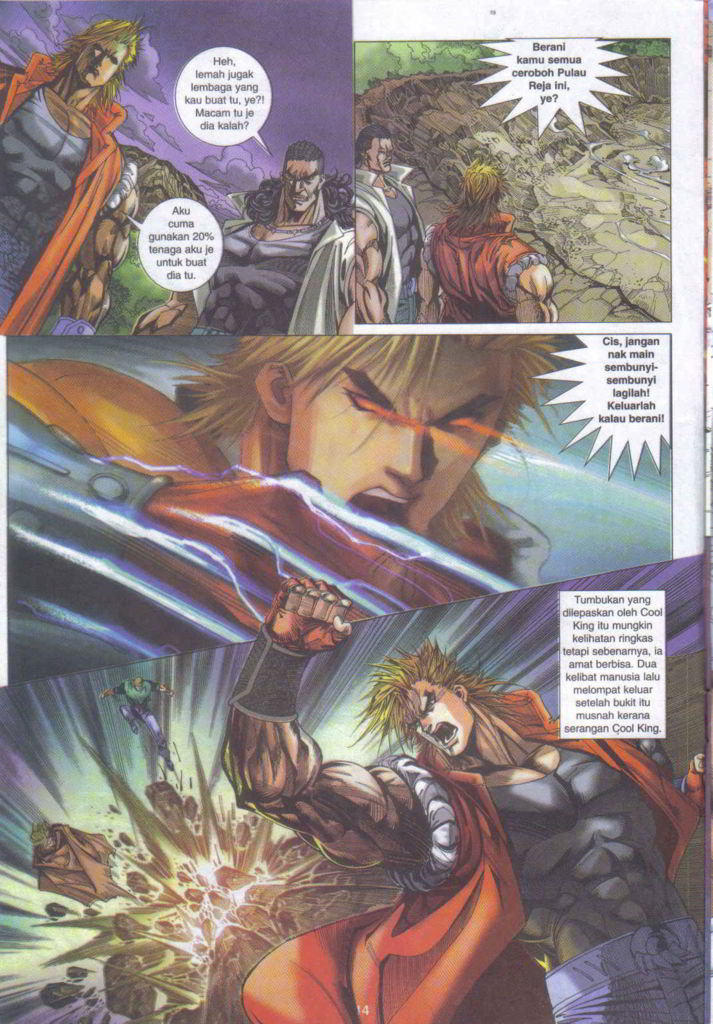 Heh,
lemah jugak
lembaga yang
kau buat tu, ye?!
Macam tu je
dia kalah?
Aku
cuma
gunakan 20%
tenaga aku je
untuk buat
dia tu.
Berani
kamu semua
ceroboh Pulau
Reja ini,
ye?
Cis, jangan
nak main
sembunyi-
sembunyi
lagilah!
Keluarlah
kalau berani!
Tumbukan yang
dilepaskan oleh Cool
King itu mungkin
kelihatan ringkas
tetapi sebenarnya, ia
amat berbisa. Dua
kelibat manusia lalu
melompat keluar
setelah bukit itu
musnah kerana
serangan Cool King.
14